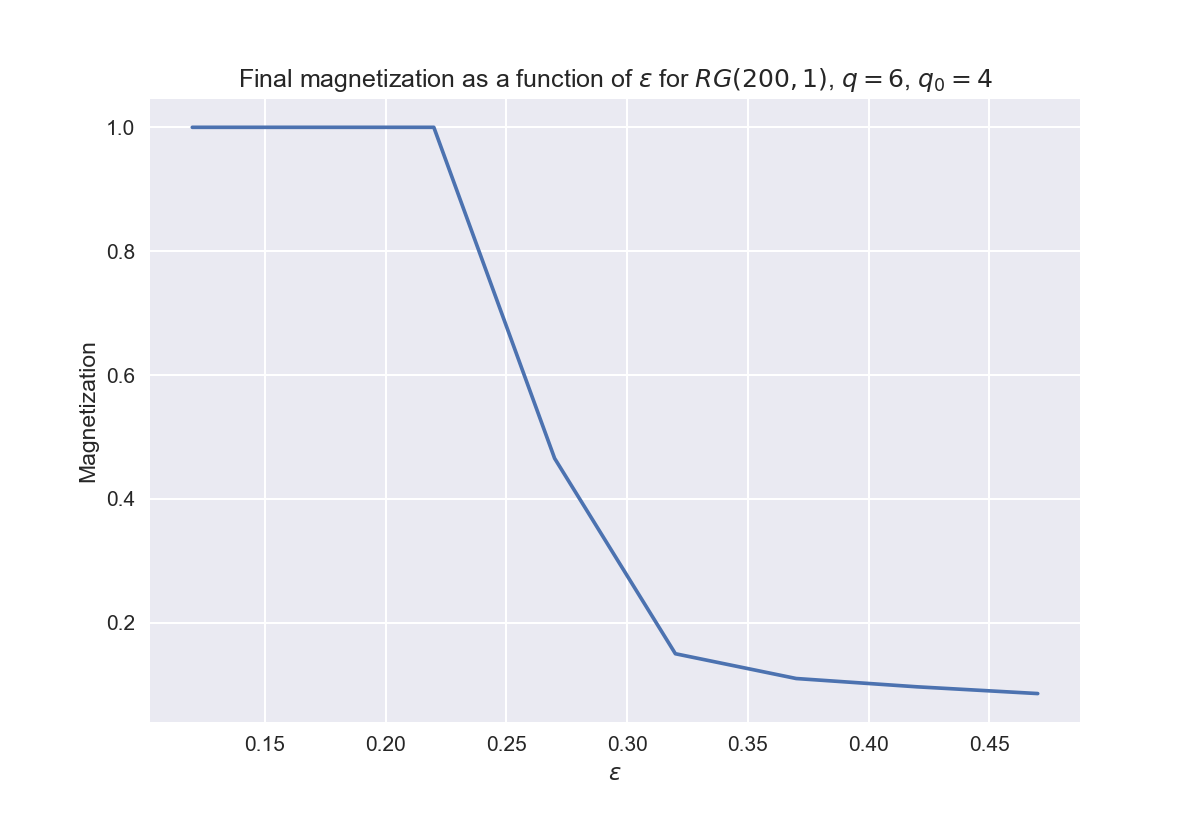 Final magnetization as a function of ε for RG(200, 1), q = 6, q₀ = 4
Magnetization
1.0
0.8
0.6
0.4
0.2
0.15 0.20 0.25 0.30 0.35 0.40 0.45
ε